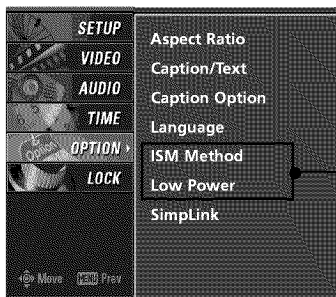 SETUP
VIDEO
AUDIO
TIME
OPTION
LOCK
Move MENU Prev
Aspect Ratio
Caption/Text
Caption Option
Language
ISM Method
Low Power
SimpLink